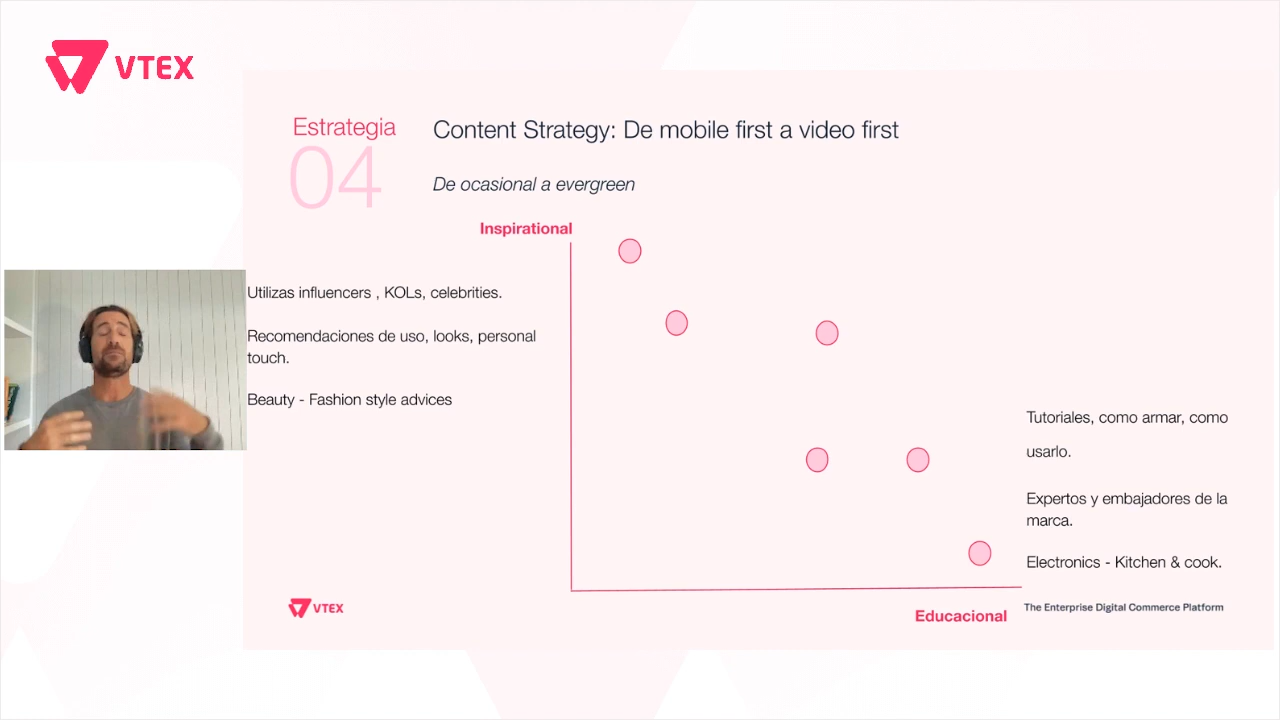 VTEX
Estrategia
04
Content Strategy: De mobile first a video first
De ocasional a evergreen
Inspirational
Utilizas influencers , KOLs, celebrities.
Recomendaciones de uso, looks, personal
touch.
Beauty - Fashion style advices
Tutoriales, como armar, como
usarlo.
Expertos y embajadores de la
marca.
Electronics - Kitchen & cook.
VTEX
Educacional
The Enterprise Digital Commerce Platform